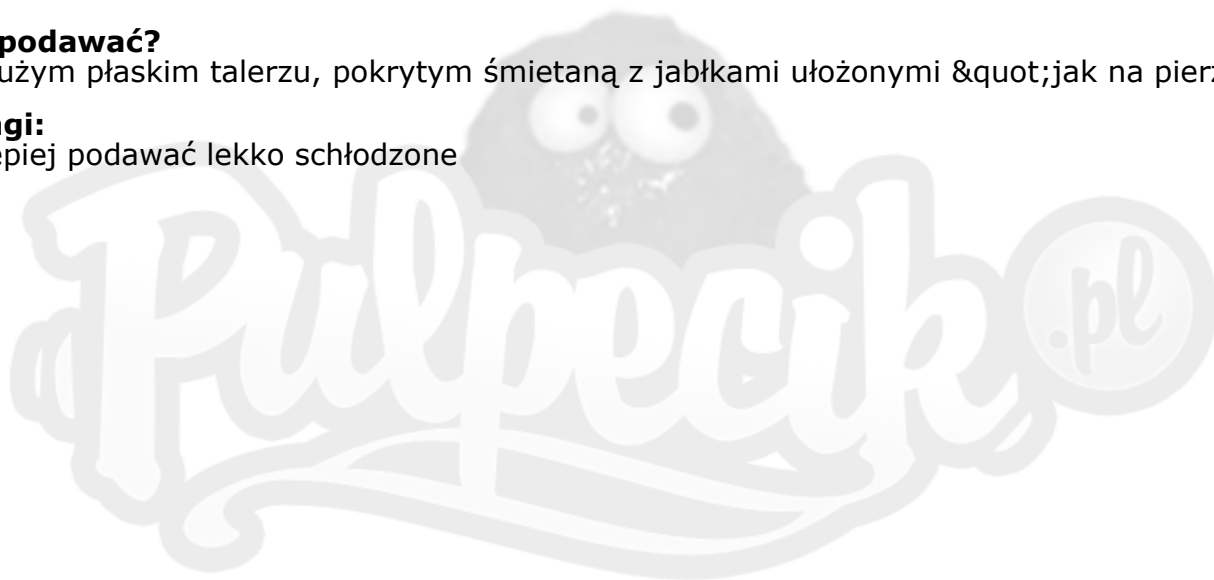 podawać?
użym płaskim talerzu, pokrytym śmietaną z jabłkami ułożonymi &quot;jak na pierz
gi:
epiej podawać lekko schłodzone
Pulpecik.pl